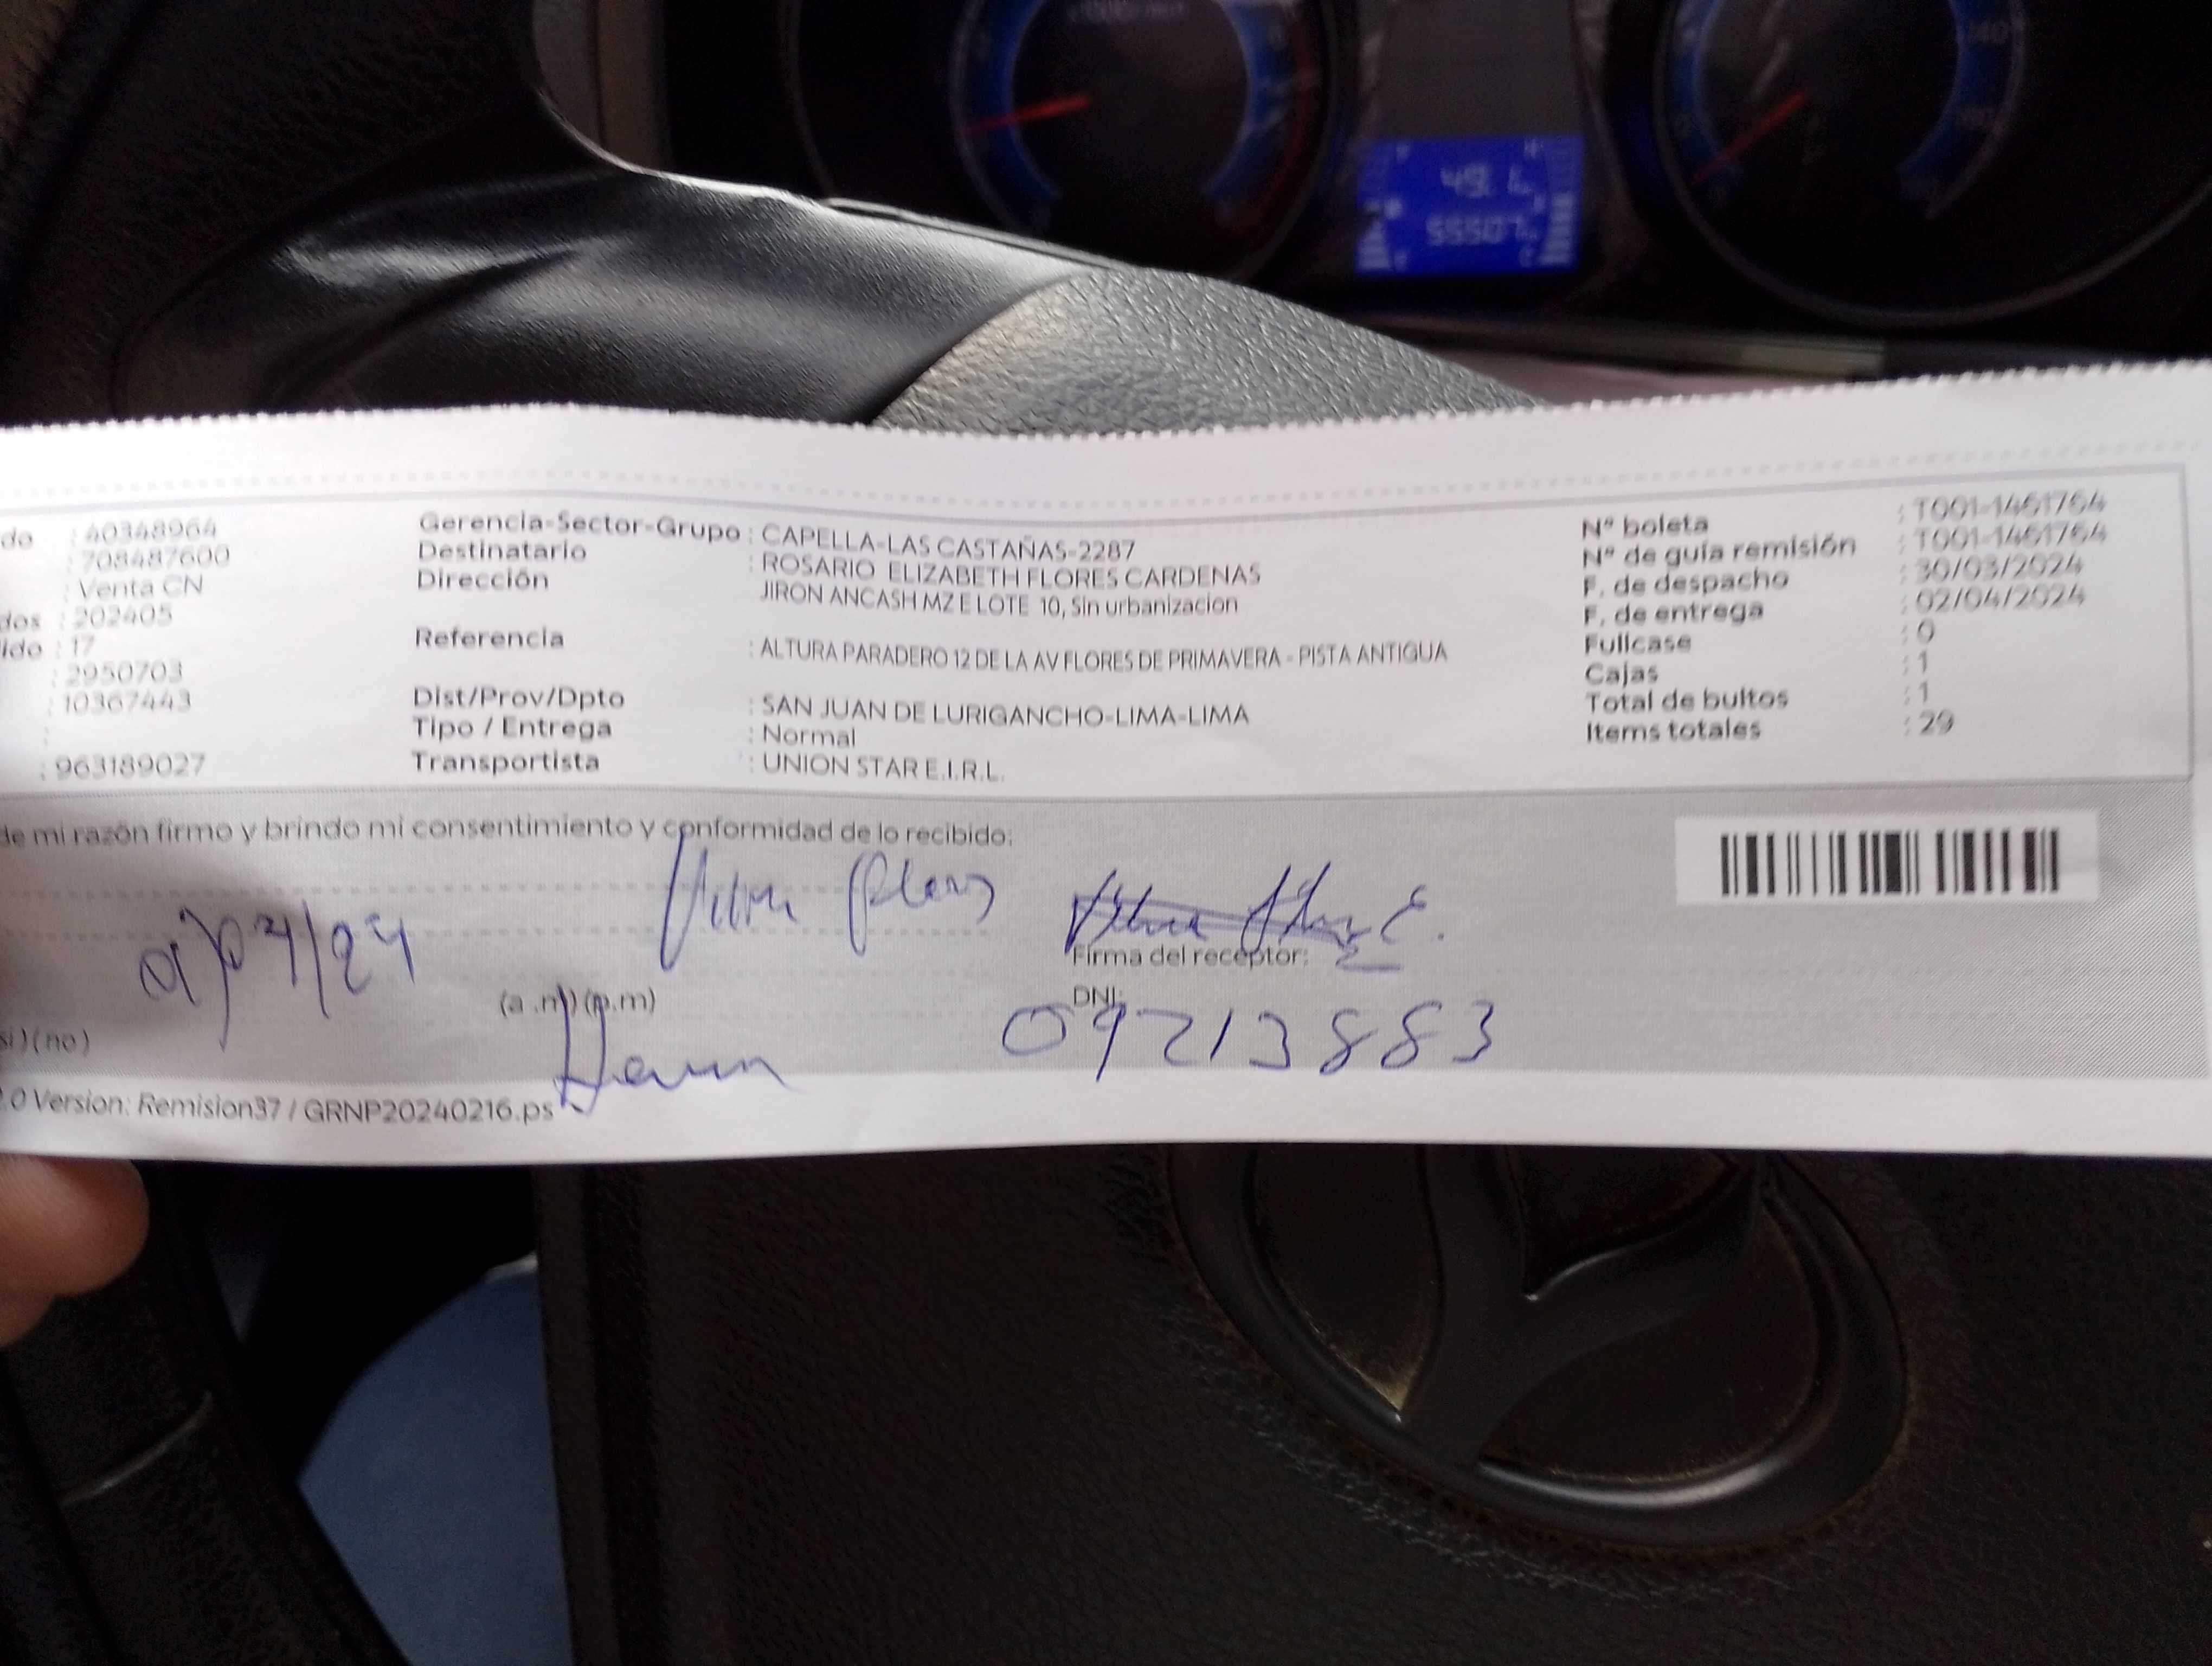 do : 40348964
: 708487600
: Venta CN
dos : 202405
ido : 17
: 2950703
: 10367443
:
: 963189027
Gerencia-Sector-Grupo : CAPELLA-LAS CASTAÑAS-2287
Destinatario : ROSARIO ELIZABETH FLORES CARDENAS
Dirección JIRON ANCASH MZ E LOTE 10, Sin urbanizacion
Referencia : ALTURA PARADERO 12 DE LA AV FLORES DE PRIMAVERA - PISTA ANTIGUA
Dist/Prov/Dpto : SAN JUAN DE LURIGANCHO-LIMA-LIMA
Tipo / Entrega : Normal
Transportista : UNION STAR E.I.R.L.
N° boleta : T001-1461764
N° de guía remisión : T001-1461764
F. de despacho : 30/03/2024
F. de entrega : 02/04/2024
Fullcase : 0
Cajas : 1
Total de bultos : 1
Items totales : 29
de mi razón firmo y brindo mi consentimiento y conformidad de lo recibido:
Firma del receptor:
(a.m) (p.m)
DNI:
09213883
si) (no)
.0 Version: Remision37 / GRNP20240216.ps
49.1
55507
140